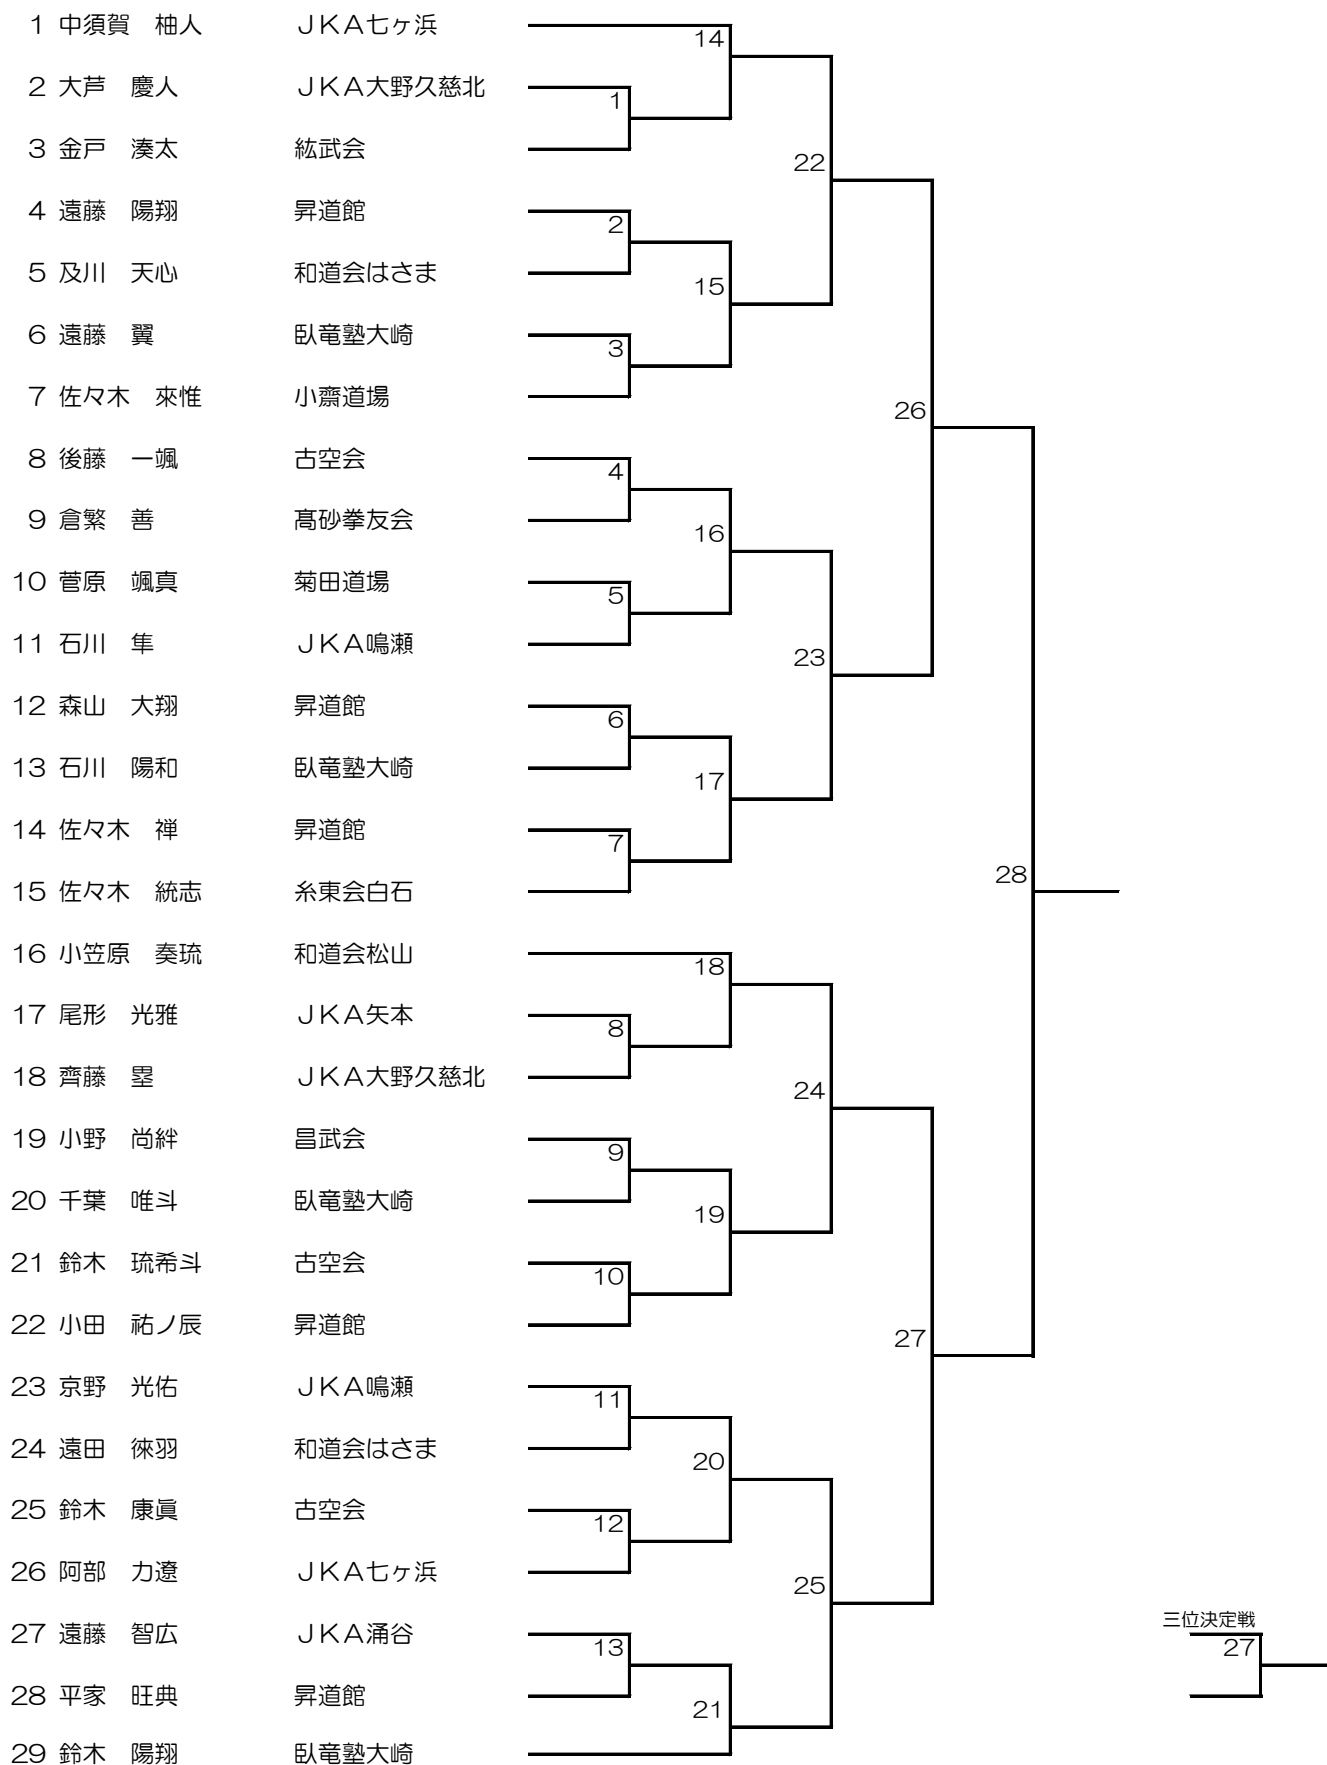 1 中須賀　柚人 ＪＫＡ七ヶ浜
14
2 大芦　慶人 ＪＫＡ大野久慈北
1
3 金戸　湊太 紘武会
22
4 遠藤　陽翔 昇道館
2
5 及川　天心 和道会はさま
15
6 遠藤　翼 臥竜塾大崎
3
7 佐々木　來惟 小齋道場
26
8 後藤　一颯 古空会
4
9 倉繁　善 髙砂拳友会
16
10 菅原　颯真 菊田道場
5
11 石川　隼 ＪＫＡ鳴瀬
23
12 森山　大翔 昇道館
6
13 石川　陽和 臥竜塾大崎
17
14 佐々木　禅 昇道館
7
28
15 佐々木　統志 糸東会白石
16 小笠原　奏琉 和道会松山
18
17 尾形　光雅 ＪＫＡ矢本
8
18 齊藤　塁 ＪＫＡ大野久慈北
24
19 小野　尚絆 昌武会
9
20 千葉　唯斗 臥竜塾大崎
19
21 鈴木　琉希斗 古空会
10
22 小田　祐ノ辰 昇道館
27
23 京野　光佑 ＪＫＡ鳴瀬
11
24 遠田　徠羽 和道会はさま
20
25 鈴木　康眞 古空会
12
26 阿部　力遼 ＪＫＡ七ヶ浜
25
三位決定戦
27 遠藤　智広 ＪＫＡ涌谷
13
27
28 平家　旺典 昇道館
21
29 鈴木　陽翔 臥竜塾大崎